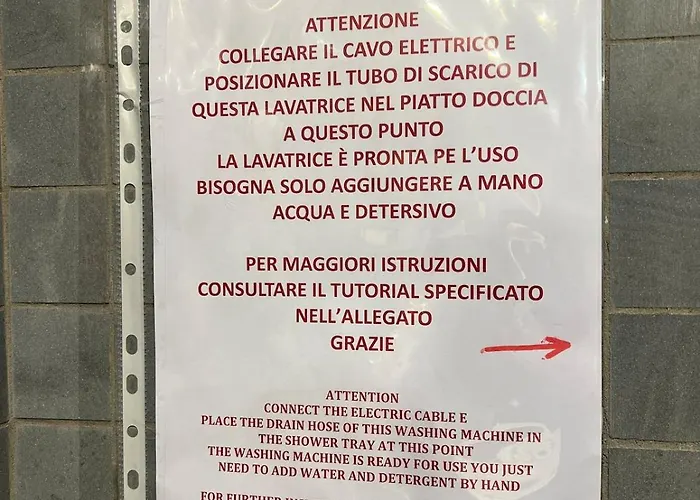 ATTENZIONE
COLLEGARE IL CAVO ELETTRICO E
POSIZIONARE IL TUBO DI SCARICO DI
QUESTA LAVATRICE NEL PIATTO DOCCIA
A QUESTO PUNTO
LA LAVATRICE È PRONTA PE L'USO
BISOGNA SOLO AGGIUNGERE A MANO
ACQUA E DETERSIVO
PER MAGGIORI ISTRUZIONI
CONSULTARE IL TUTORIAL SPECIFICATO
NELL'ALLEGATO
GRAZIE
ATTENTION
CONNECT THE ELECTRIC CABLE E
PLACE THE DRAIN HOSE OF THIS WASHING MACHINE IN
THE SHOWER TRAY AT THIS POINT
THE WASHING MACHINE IS READY FOR USE YOU JUST
NEED TO ADD WATER AND DETERGENT BY HAND
FOR FURTHER